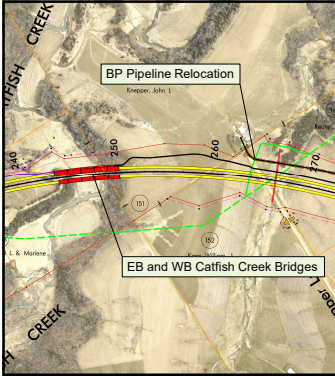 CREEK
BP Pipeline Relocation
Knepper, John L
240
250
260
270
151
152
L & Marlene
EB and WB Catfish Creek Bridges
CREEK